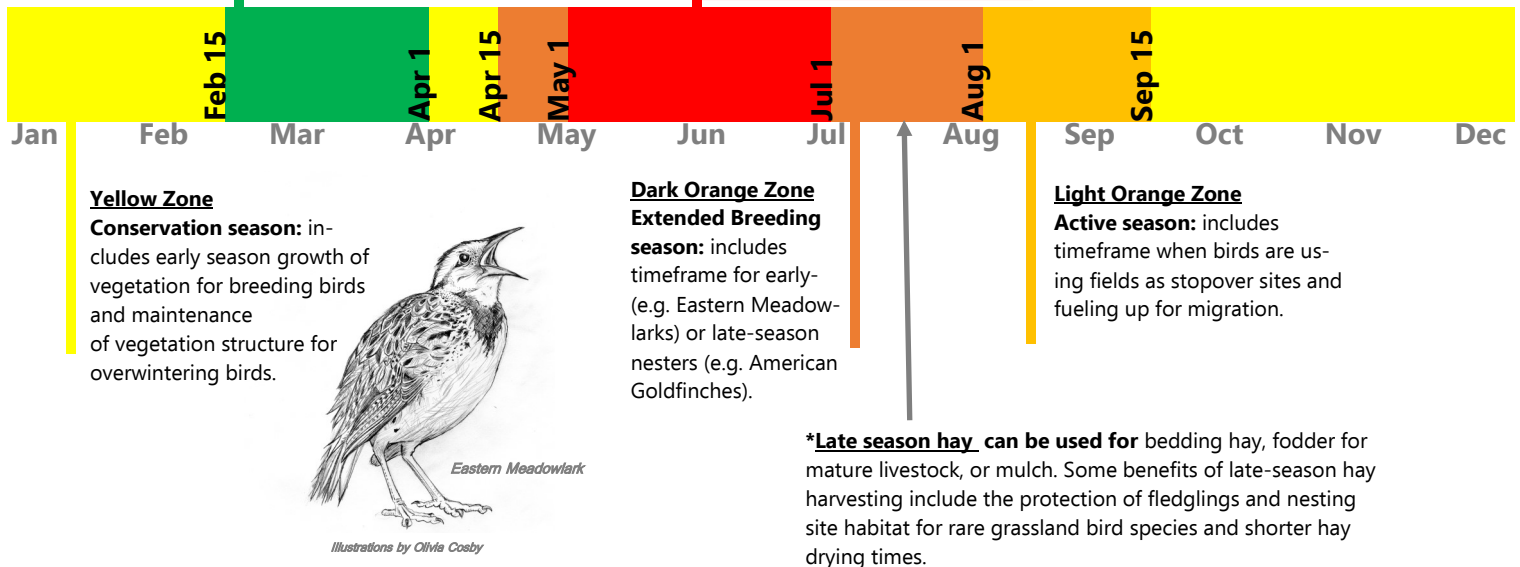 Feb 15
Apr 1
Apr 15
May 1
Jul 1
Aug 1
Sep 15
Jan Feb Mar Apr May Jun Jul Aug Sep Oct Nov Dec
Yellow Zone
Conservation season: in-
cludes early season growth of
vegetation for breeding birds
and maintenance
of vegetation structure for
overwintering birds.
Eastern Meadowlark
Illustrations by Olivia Cosby
Dark Orange Zone
Extended Breeding
season: includes
timeframe for early-
(e.g. Eastern Meadow-
larks) or late-season
nesters (e.g. American
Goldfinches).
Light Orange Zone
Active season: includes
timeframe when birds are us-
ing fields as stopover sites and
fueling up for migration.
*Late season hay can be used for bedding hay, fodder for
mature livestock, or mulch. Some benefits of late-season hay
harvesting include the protection of fledglings and nesting
site habitat for rare grassland bird species and shorter hay
drying times.